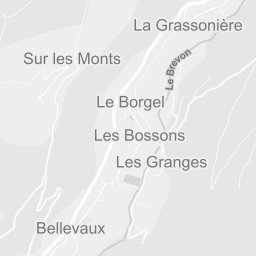 La Grassonière
Sur les Monts
Le Brevon
Le Borgel
Les Bossons
Les Granges
Bellevaux